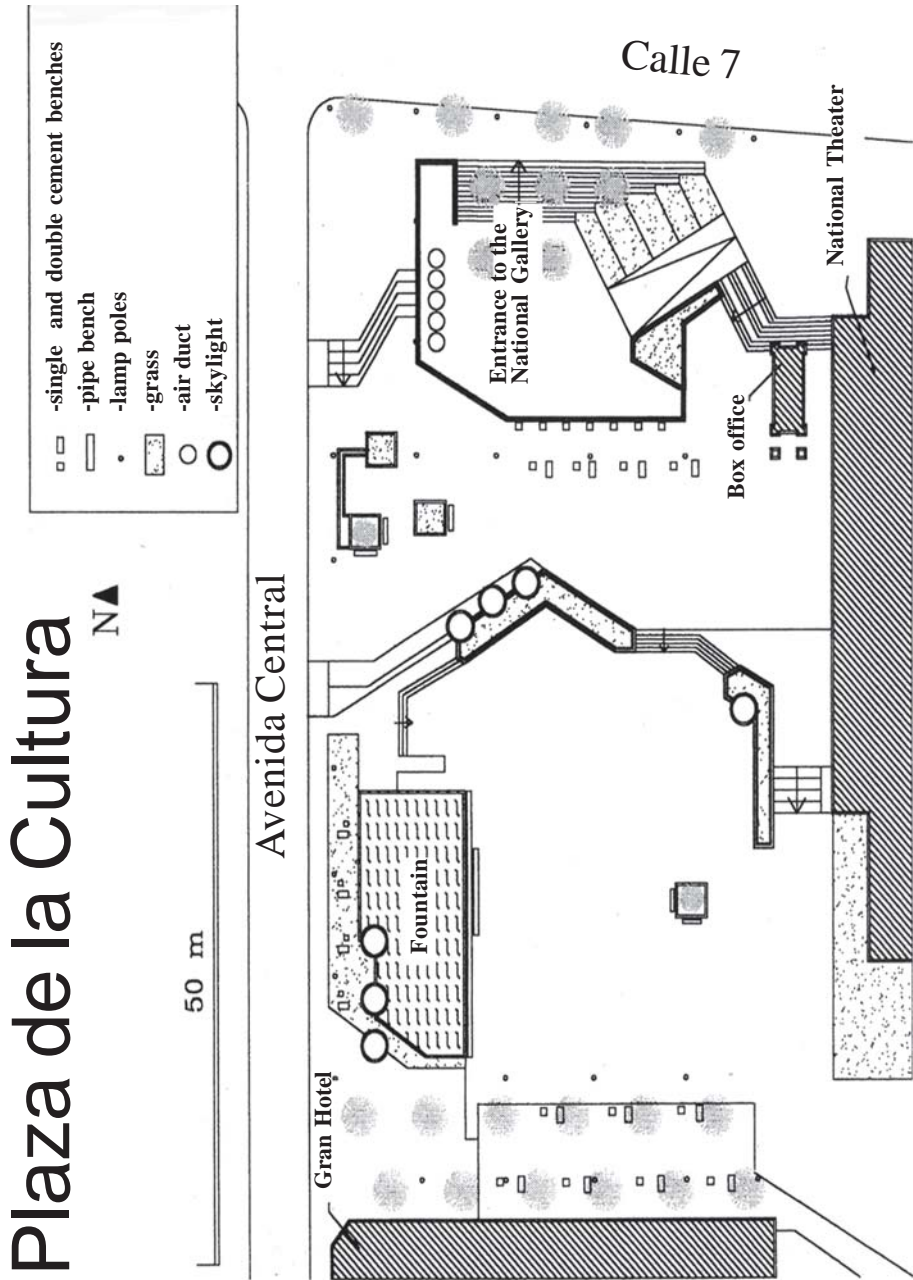 Plaza de la Cultura
N
50 m
-single and double cement benches
-pipe bench
-lamp poles
-grass
-air duct
-skylight
Avenida Central
Calle 7
Gran Hotel
Fountain
Entrance to the
National Gallery
Box office
National Theater